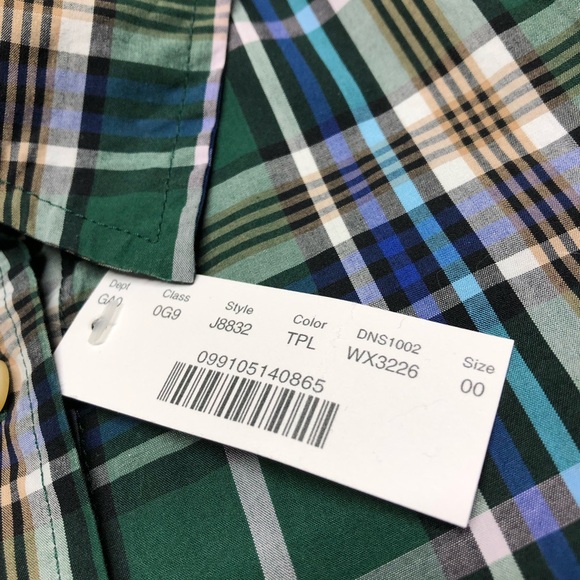 Dept Class Style Color DNS1002 Size
GA0 0G9 J8832 TPL WX3226 00
099105140865